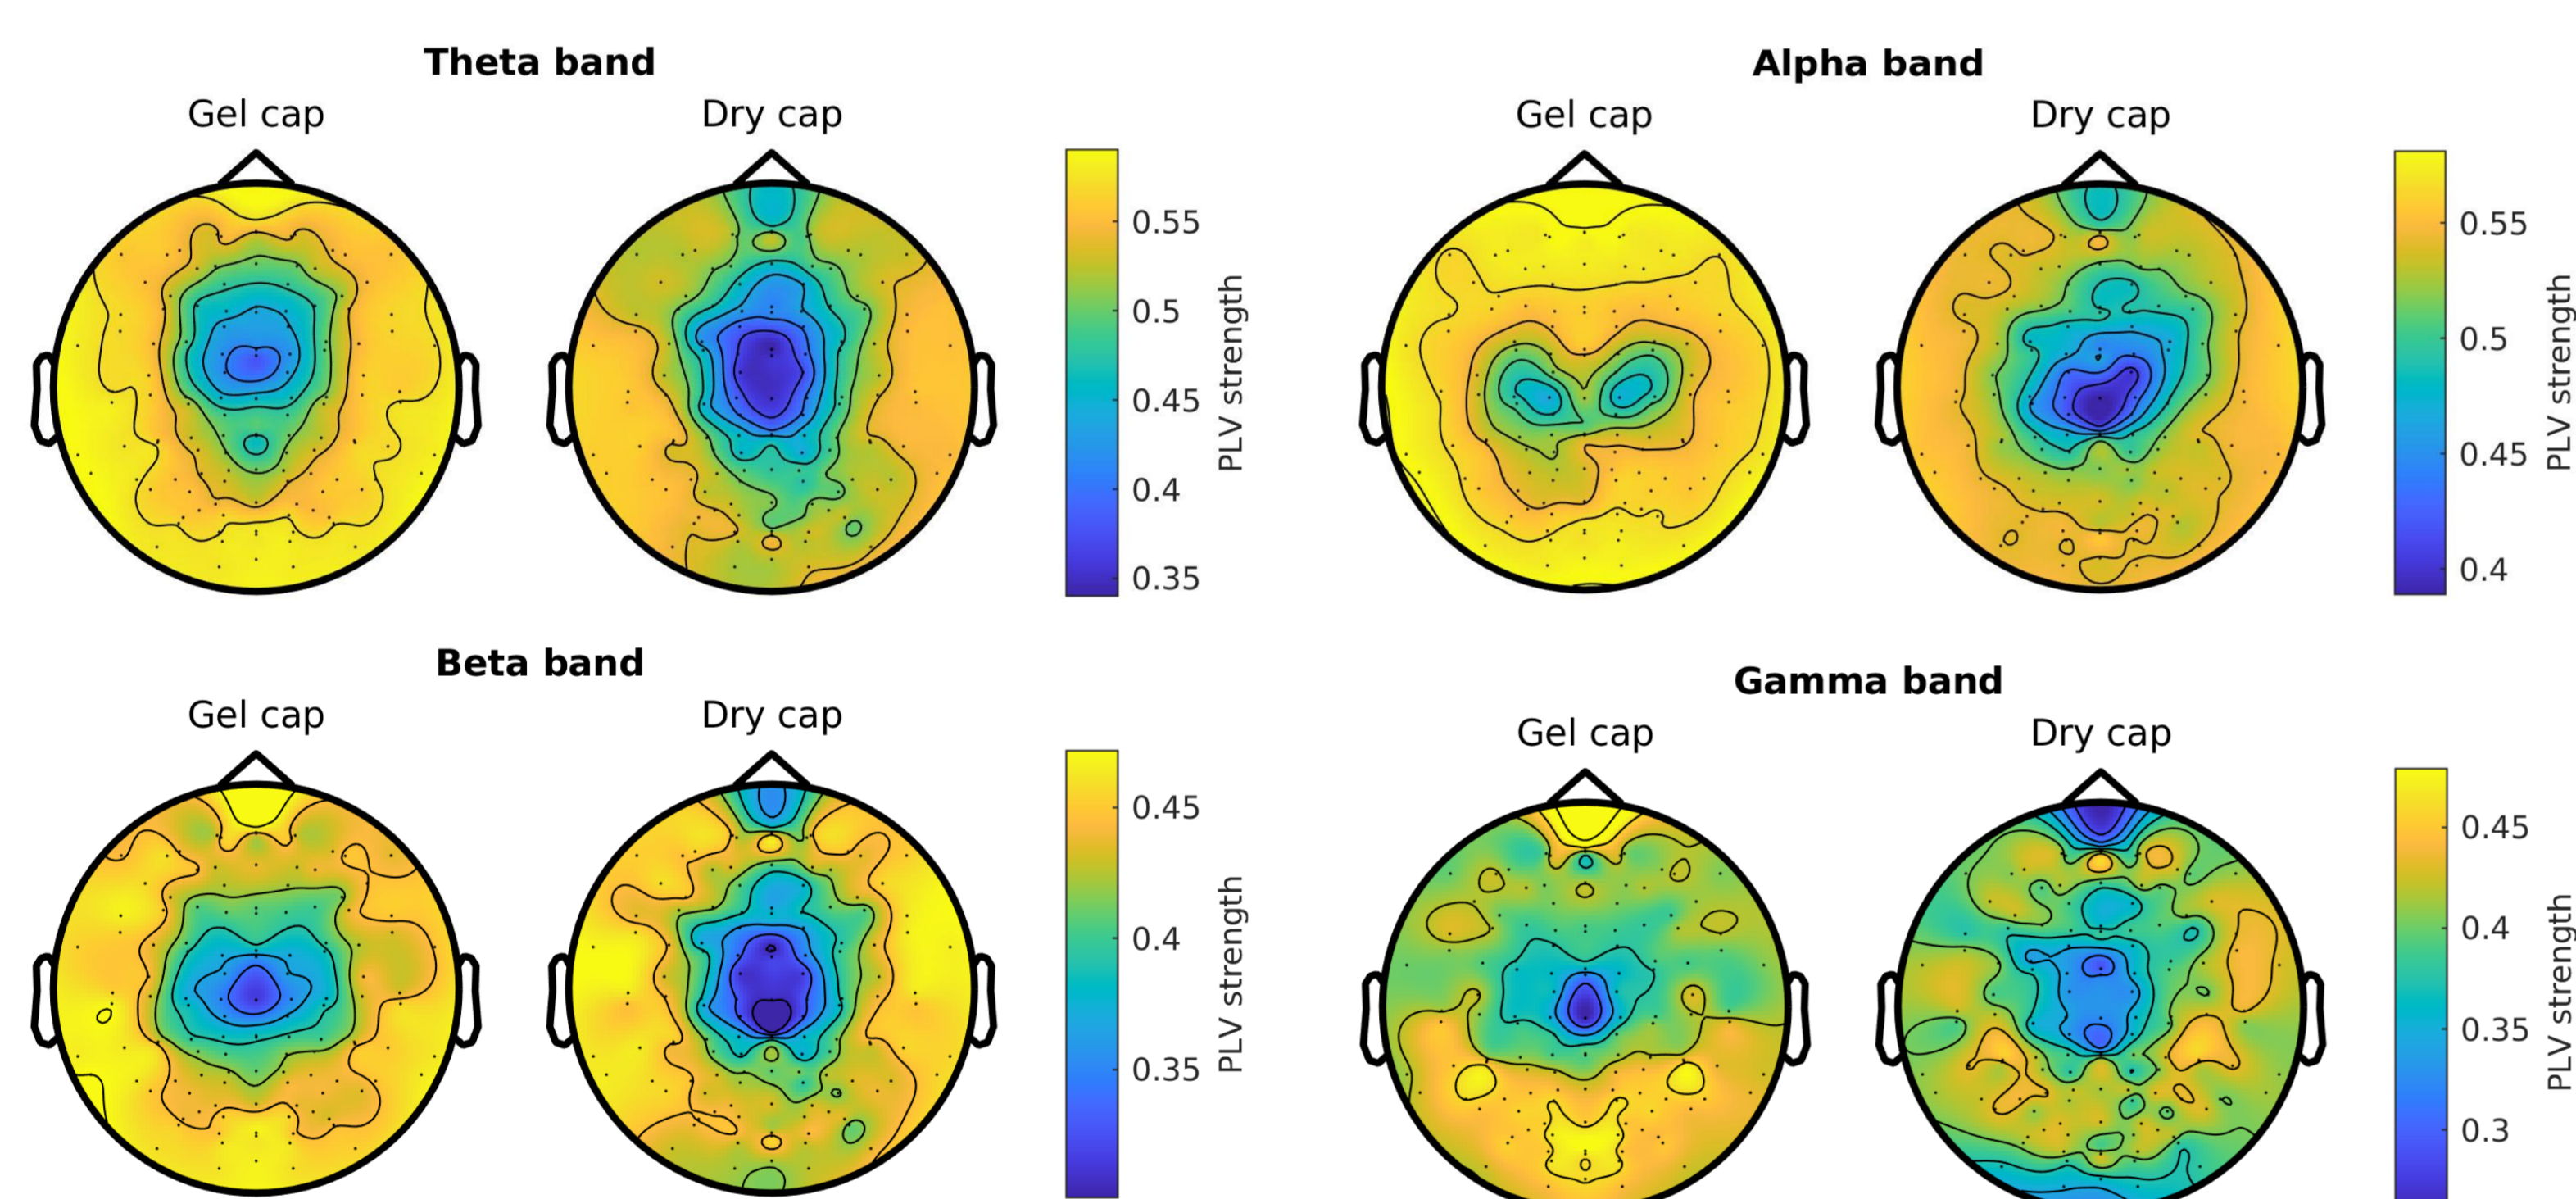 Theta band
Gel cap
Dry cap
0.55
0.5
0.45
0.4
0.35
PLV strength
Alpha band
Gel cap
Dry cap
0.55
0.5
0.45
0.4
PLV strength
Beta band
Gel cap
Dry cap
0.45
0.4
0.35
PLV strength
Gamma band
Gel cap
Dry cap
0.45
0.4
0.35
0.3
PLV strength